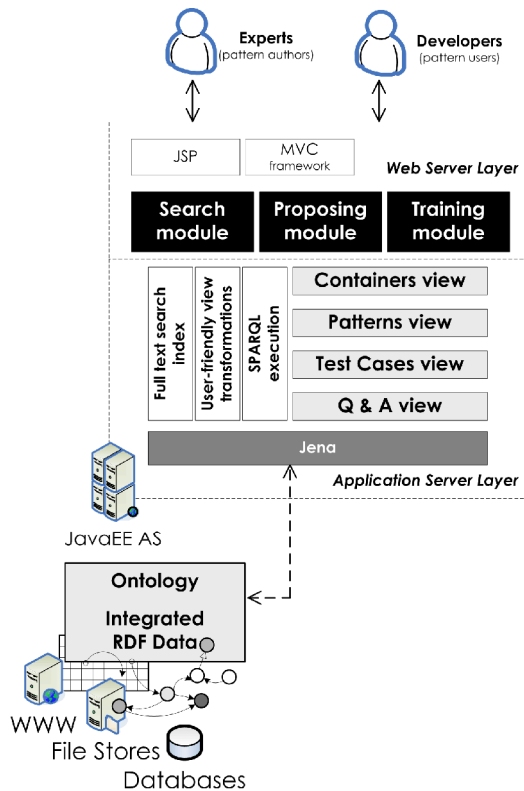 Experts
(pattern authors)
Developers
(pattern users)
JSP
MVC
framework
Web Server Layer
Search
module
Proposing
module
Training
module
Full text search
index
User-friendly view
transformations
SPARQL
execution
Containers view
Patterns view
Test Cases view
Q & A view
Jena
Application Server Layer
JavaEE AS
Ontology
Integrated
RDF Data
WWW
File Stores
Databases